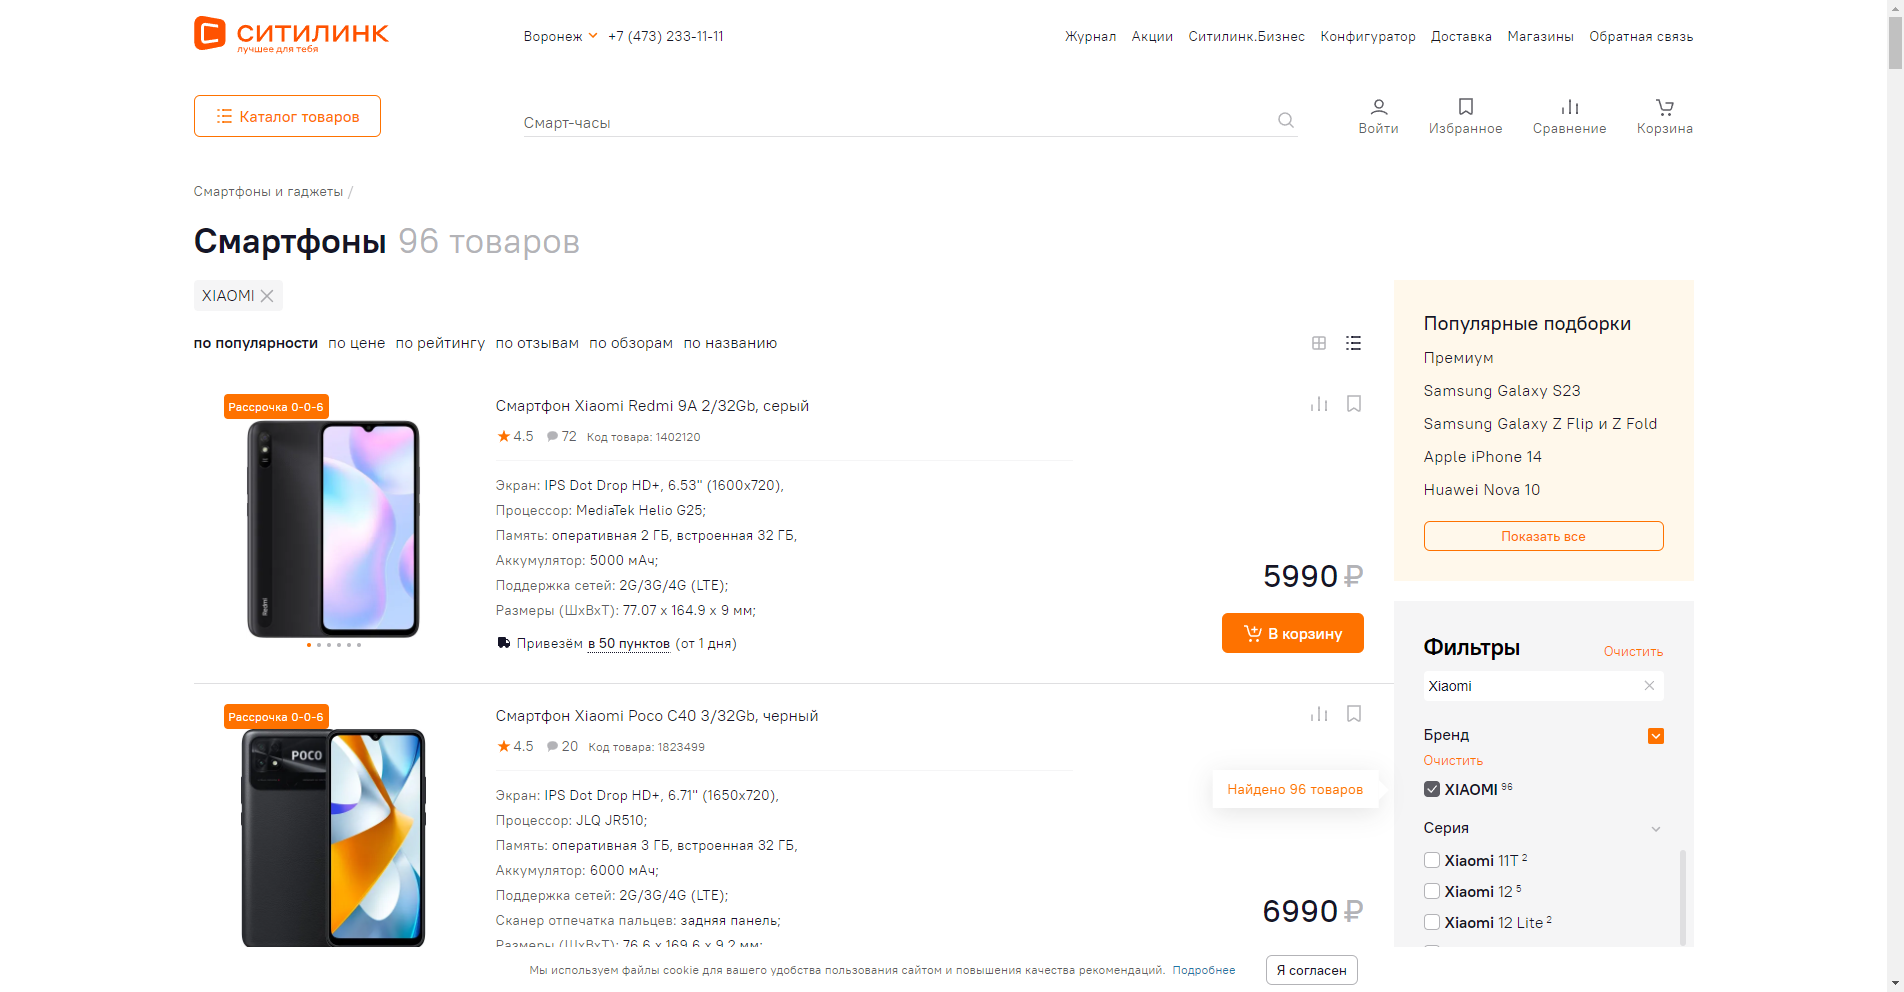 СИТИЛИНК
лучшее для тебя
Воронеж +7 (473) 233-11-11
Журнал Акции Ситилинк.Бизнес Конфигуратор Доставка Магазины Обратная связь
Каталог товаров
Смарт-часы
Войти Избранное Сравнение Корзина
Смартфоны и гаджеты /
Смартфоны 96 товаров
XIAOMI
по популярности по цене по рейтингу по отзывам по обзорам по названию
Рассрочка 0-0-6
Redmi
Смартфон Xiaomi Redmi 9A 2/32Gb, серый
4.5 72 Код товара: 1402120
Экран: IPS Dot Drop HD+, 6.53" (1600x720),
Процессор: MediaTek Helio G25;
Память: оперативная 2 ГБ, встроенная 32 ГБ,
Аккумулятор: 5000 мАч;
Поддержка сетей: 2G/3G/4G (LTE);
Размеры (ШхВхТ): 77.07 х 164.9 х 9 мм;
Привезём в 50 пунктов (от 1 дня)
5990 ₽
В корзину
Рассрочка 0-0-6
POCO
Смартфон Xiaomi Poco C40 3/32Gb, черный
4.5 20 Код товара: 1823499
Экран: IPS Dot Drop HD+, 6.71" (1650x720),
Процессор: JLQ JR510;
Память: оперативная 3 ГБ, встроенная 32 ГБ,
Аккумулятор: 6000 мАч;
Поддержка сетей: 2G/3G/4G (LTE);
Сканер отпечатка пальцев: задняя панель;
Размеры (ШхВхТ): 76.6 х 169.6 х 9.2 мм;
6990 ₽
Популярные подборки
Премиум
Samsung Galaxy S23
Samsung Galaxy Z Flip и Z Fold
Apple iPhone 14
Huawei Nova 10
Показать все
Фильтры Очистить
Xiaomi
Бренд
Очистить
XIAOMI 96
Найдено 96 товаров
Серия
Xiaomi 11T 2
Xiaomi 12 5
Xiaomi 12 Lite 2
Мы используем файлы cookie для вашего удобства пользования сайтом и повышения качества рекомендаций. Подробнее
Я согласен